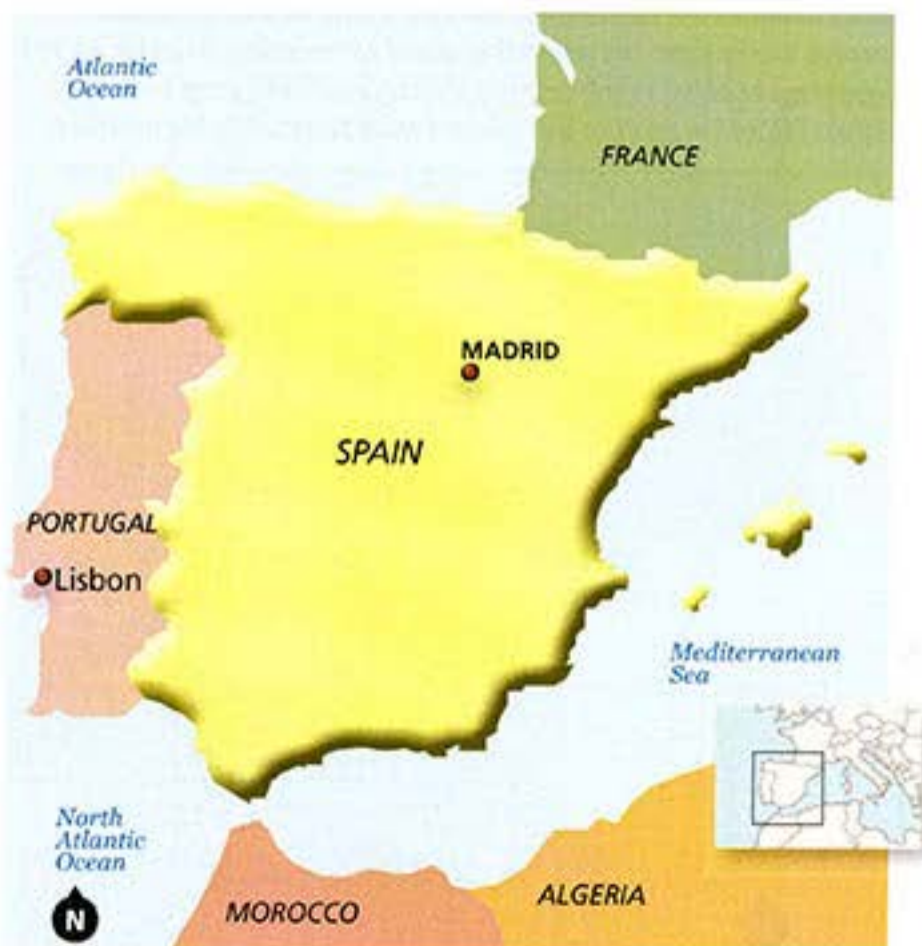 Atlantic
Ocean
FRANCE
MADRID
SPAIN
PORTUGAL
Lisbon
Mediterranean
Sea
North
Atlantic
Ocean
N
MOROCCO
ALGERIA